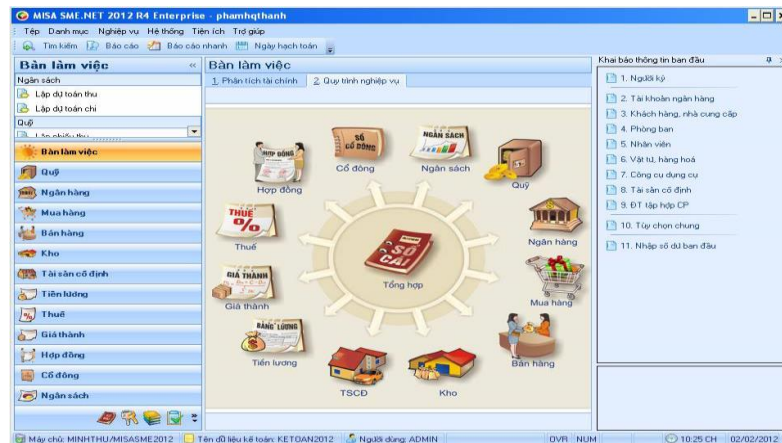 MISA SME.NET 2012 R4 Enterprise - phamhqthanh
Tệp Danh mục Nghiệp vụ Hệ thống Tiện ích Trợ giúp
Tìm kiếm Báo cáo Báo cáo nhanh Ngày hạch toán
Bàn làm việc
Ngân sách
Lập dự toán thu
Lập dự toán chi
Quỹ
Lập phiếu thu
Bàn làm việc
Quỹ
Ngân hàng
Mua hàng
Bán hàng
Kho
Tài sản cố định
Tiền lương
Thuế
Giá thành
Hợp đồng
Cổ đông
Ngân sách
Bàn làm việc
1. Phân tích tài chính 2. Quy trình nghiệp vụ
HỢP ĐỒNG
Hợp đồng
SỔ CỔ ĐÔNG
Cổ đông
NGÂN SÁCH
Ngân sách
Quỹ
THUẾ
%
Thuế
Ngân hàng
SỔ
CÁI
Tổng hợp
GIÁ THÀNH
Giá thành
Mua hàng
BẢNG LƯƠNG
Tiền lương
Bán hàng
TSCĐ
Kho
Khai báo thông tin ban đầu
1. Người ký
2. Tài khoản ngân hàng
3. Khách hàng, nhà cung cấp
4. Phòng ban
5. Nhân viên
6. Vật tư, hàng hoá
7. Công cụ dụng cụ
8. Tài sản cố định
9. ĐT tập hợp CP
10. Tùy chọn chung
11. Nhập số dư ban đầu
Máy chủ: MINHTHU/MISASME2012 Tên dữ liệu kế toán: KETOAN2012 Người dùng: ADMIN OVR NUM 10:25 CH 02/02/2012